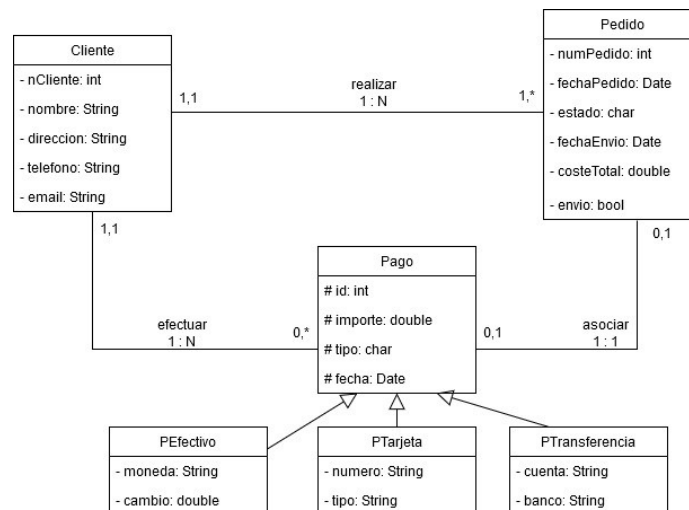 Cliente
- nCliente: int
- nombre: String
- direccion: String
- telefono: String
- email: String
1,1
realizar
1 : N
1,*
Pedido
- numPedido: int
- fechaPedido: Date
- estado: char
- fechaEnvio: Date
- costeTotal: double
- envio: bool
1,1
efectuar
1 : N
0,*
Pago
# id: int
# importe: double
# tipo: char
# fecha: Date
0,1
asociar
1 : 1
0,1
PEfectivo
- moneda: String
- cambio: double
PTarjeta
- numero: String
- tipo: String
PTransferencia
- cuenta: String
- banco: String